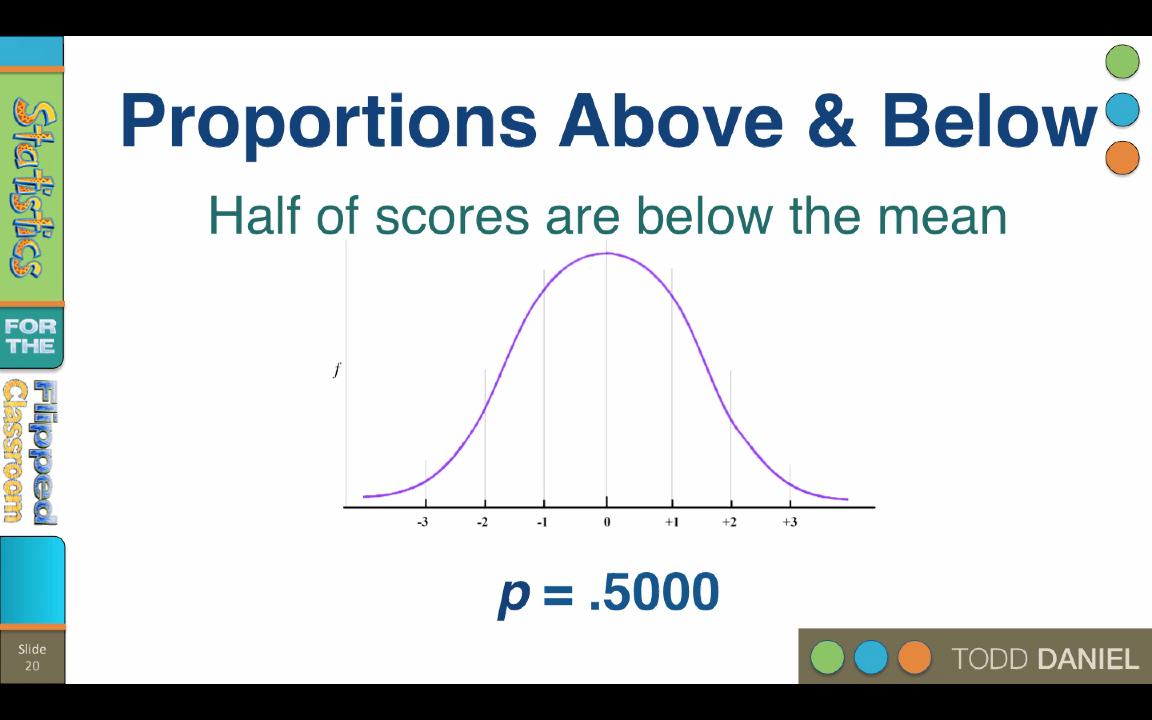 Proportions Above & Below
Half of scores are below the mean
f
-3 -2 -1 0 +1 +2 +3
p = .5000
Statistics
FOR
THE
Flipped
Classroom
Slide
20
TODD DANIEL